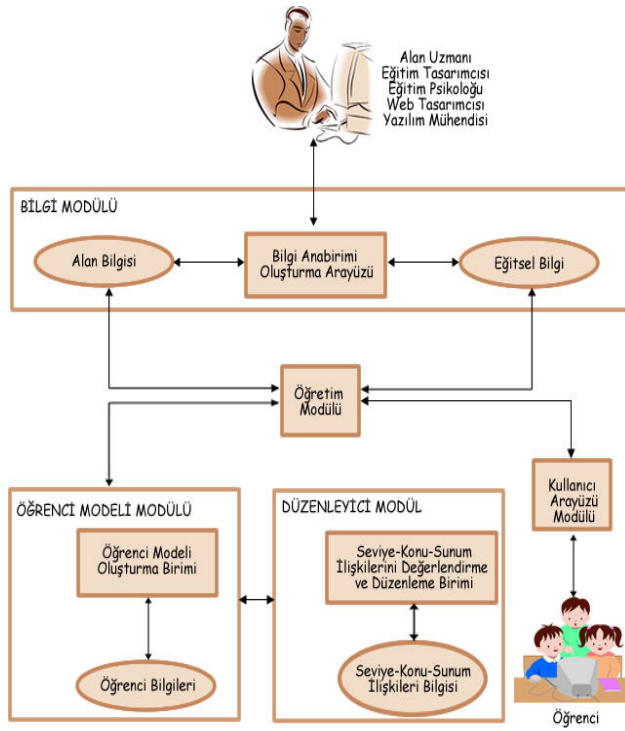 Alan Uzmanı
Eğitim Tasarımcısı
Eğitim Psikoloğu
Web Tasarımcısı
Yazılım Mühendisi
BİLGİ MODÜLÜ
Alan Bilgisi
Bilgi Anabirimi
Oluşturma Arayüzü
Eğitsel Bilgi
Öğretim
Modülü
Kullanıcı
Arayüzü
Modülü
ÖĞRENCİ MODELİ MODÜLÜ
Öğrenci Modeli
Oluşturma Birimi
Öğrenci Bilgileri
DÜZENLEYİCİ MODÜL
Seviye-Konu-Sunum
İlişkilerini Değerlendirme
ve Düzenleme Birimi
Seviye-Konu-Sunum
İlişkileri Bilgisi
Öğrenci